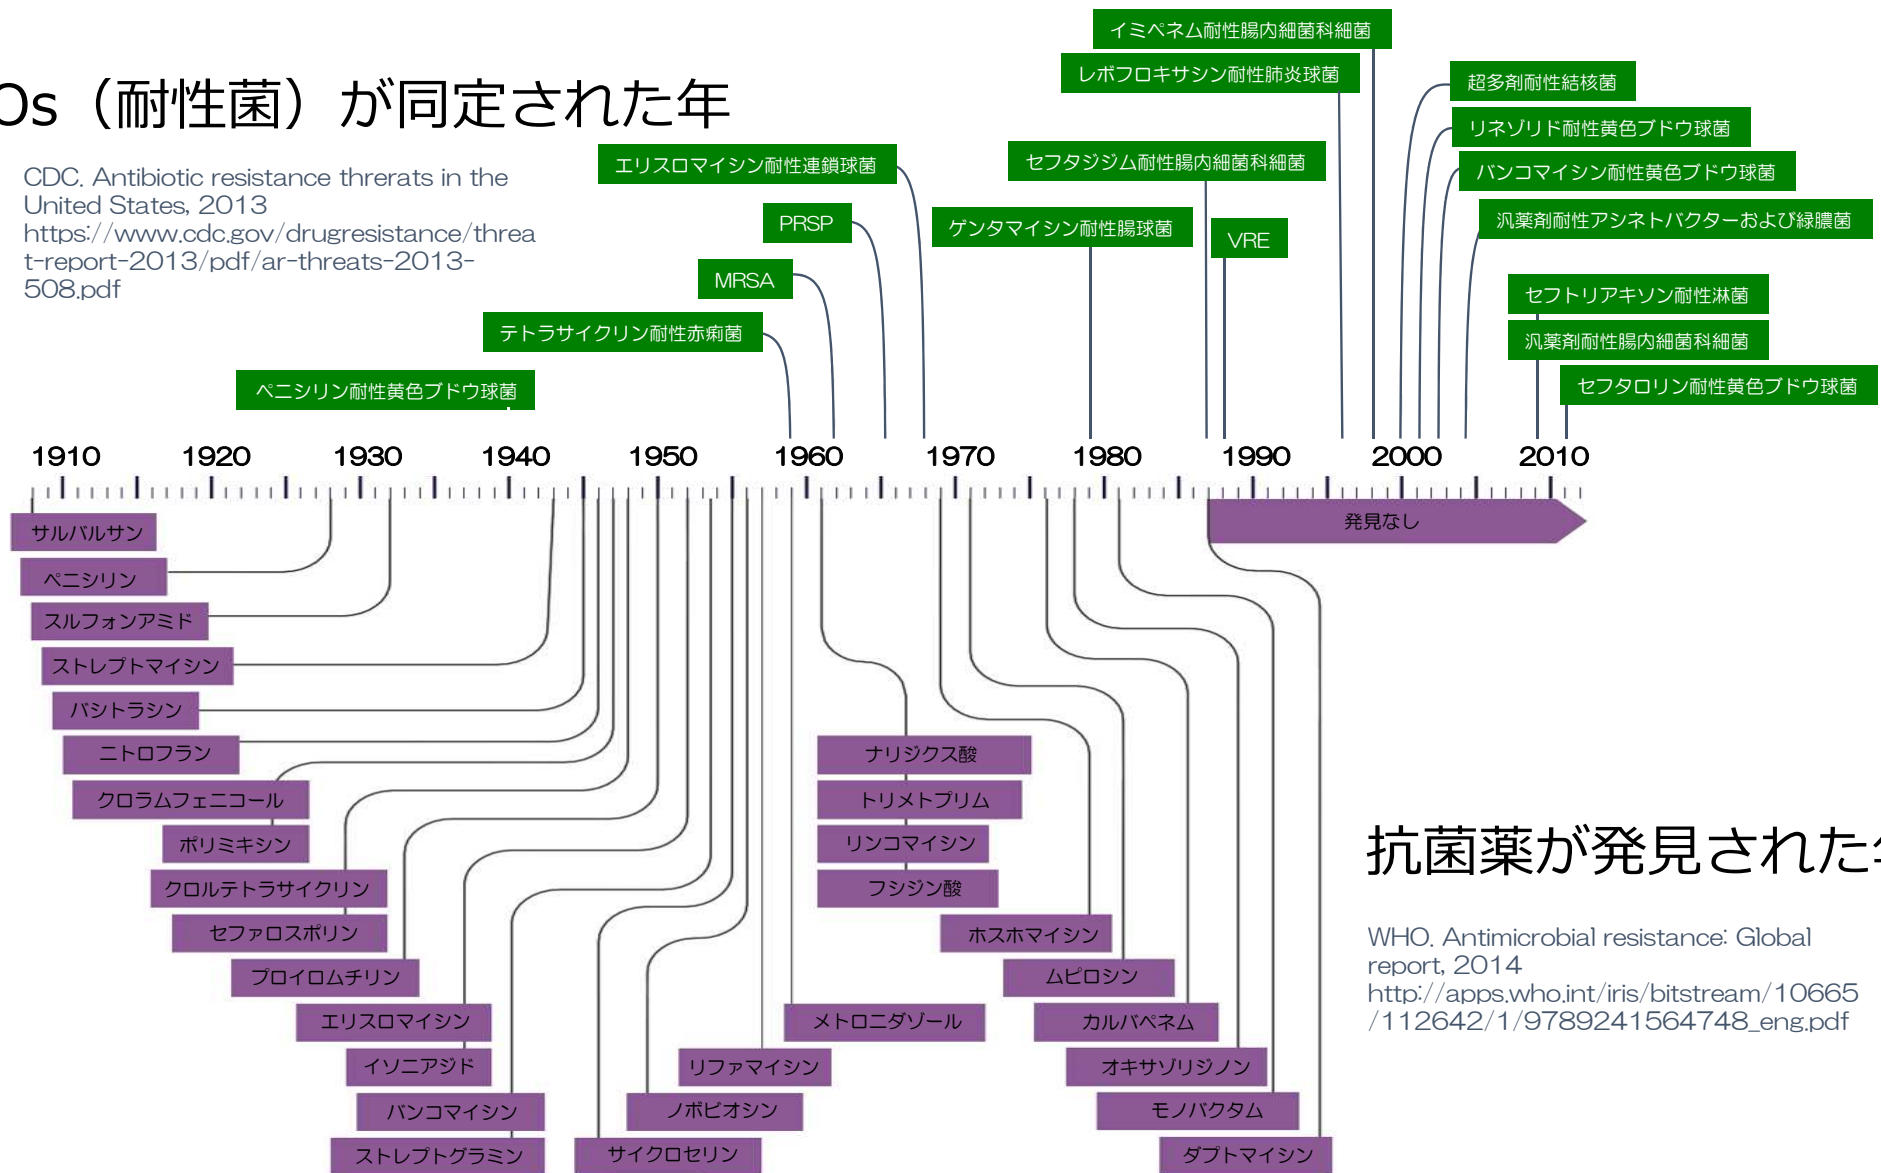 Os（耐性菌）が同定された年
CDC. Antibiotic resistance threrats in the
United States, 2013
https://www.cdc.gov/drugresistance/threa
t-report-2013/pdf/ar-threats-2013-
508.pdf
イミペネム耐性腸内細菌科細菌
レボフロキサシン耐性肺炎球菌
超多剤耐性結核菌
リネゾリド耐性黄色ブドウ球菌
エリスロマイシン耐性連鎖球菌
セフタジジム耐性腸内細菌科細菌
バンコマイシン耐性黄色ブドウ球菌
PRSP
ゲンタマイシン耐性腸球菌
VRE
汎薬剤耐性アシネトバクターおよび緑膿菌
MRSA
セフトリアキソン耐性淋菌
テトラサイクリン耐性赤痢菌
汎薬剤耐性腸内細菌科細菌
ペニシリン耐性黄色ブドウ球菌
セフタロリン耐性黄色ブドウ球菌
1910 1920 1930 1940 1950 1960 1970 1980 1990 2000 2010
発見なし
サルバルサン
ペニシリン
スルフォンアミド
ストレプトマイシン
バシトラシン
ニトロフラン
クロラムフェニコール
ポリミキシン
クロルテトラサイクリン
セファロスポリン
プロイロムチリン
エリスロマイシン
イソニアジド
バンコマイシン
ストレプトグラミン
サイクロセリン
ノボビオシン
リファマイシン
メトロニダゾール
ナリジクス酸
トリメトプリム
リンコマイシン
フシジン酸
ホスホマイシン
ムピロシン
カルバペネム
オキサゾリジノン
モノバクタム
ダプトマイシン
抗菌薬が発見された
WHO. Antimicrobial resistance: Global
report, 2014
http://apps.who.int/iris/bitstream/10665
/112642/1/9789241564748_eng.pdf